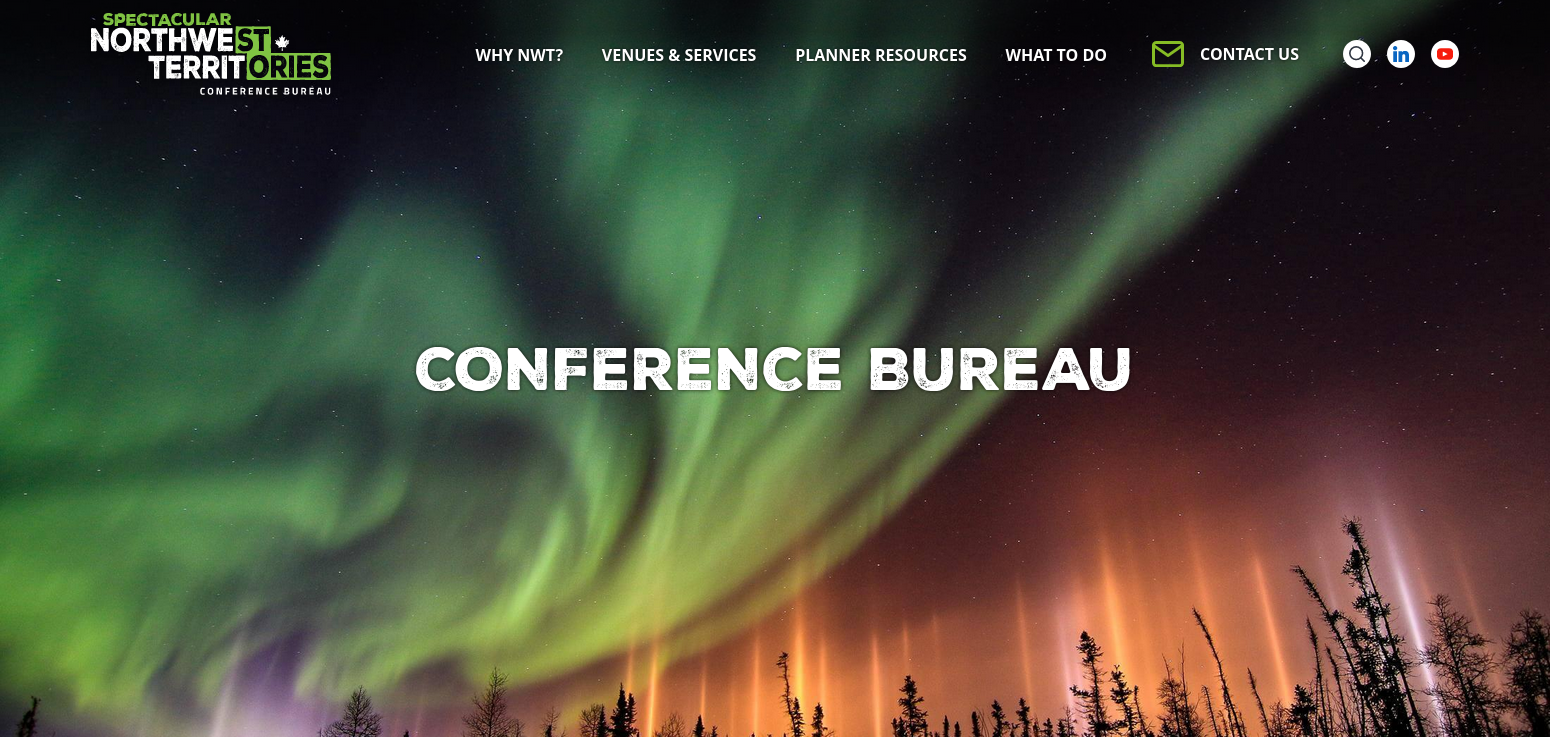 SPECTACULAR
NORTHWEST
TERRITORIES
CONFERENCE BUREAU
WHY NWT?
VENUES & SERVICES
PLANNER RESOURCES
WHAT TO DO
CONTACT US
in
CONFERENCE BUREAU